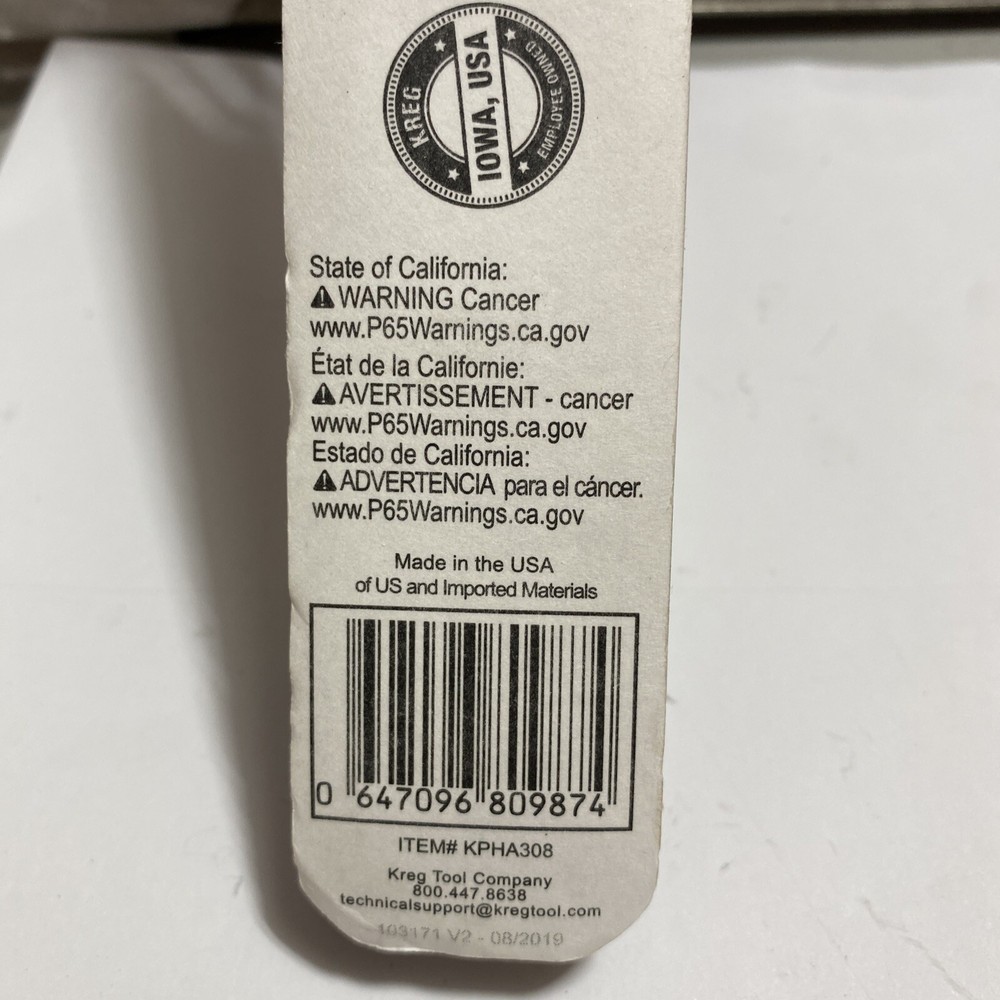 KREG
IOWA, USA
EMPLOYEE OWNED
State of California:
⚠ WARNING Cancer
www.P65Warnings.ca.gov
État de la Californie:
⚠ AVERTISSEMENT - cancer
www.P65Warnings.ca.gov
Estado de California:
⚠ ADVERTENCIA para el cáncer.
www.P65Warnings.ca.gov
Made in the USA
of US and Imported Materials
0 647096 809874
ITEM# KPHA308
Kreg Tool Company
800.447.8638
technicalsupport@kregtool.com
103171 V2 - 08/2019